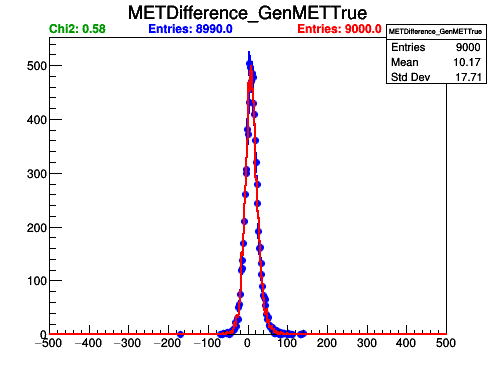 METDifference_GenMETTrue
Chi2: 0.58 Entries: 8990.0 Entries: 9000.0
METDifference_GenMETTrue
Entries 9000
Mean 10.17
Std Dev 17.71
500
400
300
200
100
0
−500 −400 −300 −200 −100 0 100 200 300 400 500